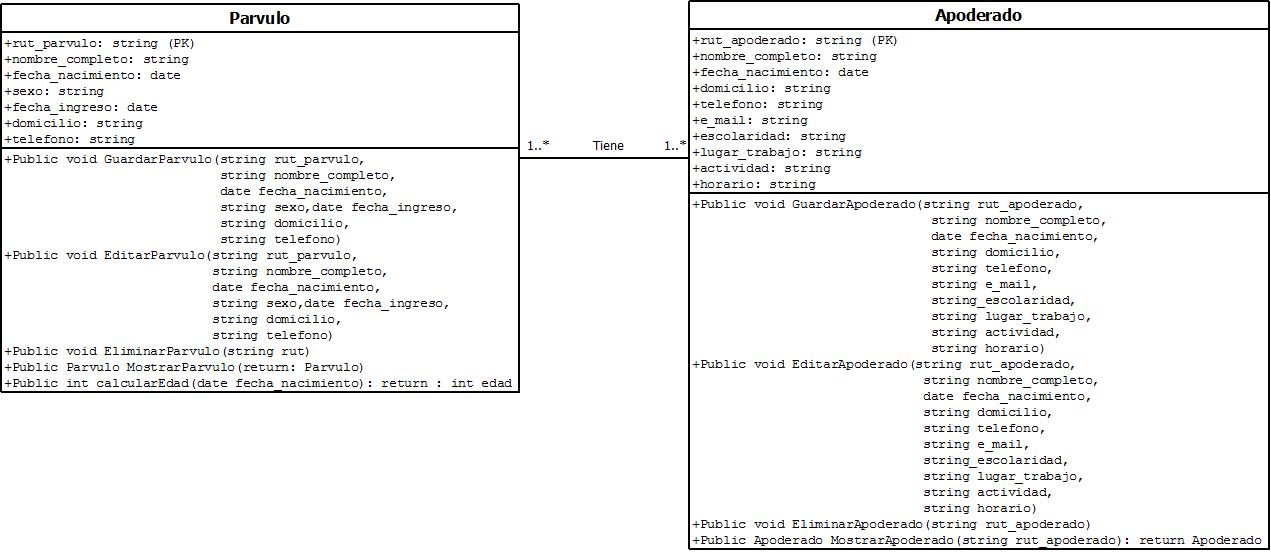 Parvulo
+rut_parvulo: string (PK)
+nombre_completo: string
+fecha_nacimiento: date
+sexo: string
+fecha_ingreso: date
+domicilio: string
+telefono: string
+Public void GuardarParvulo(string rut_parvulo,
string nombre_completo,
date fecha_nacimiento,
string sexo,date fecha_ingreso,
string domicilio,
string telefono)
+Public void EditarParvulo(string rut_parvulo,
string nombre_completo,
date fecha_nacimiento,
string sexo,date fecha_ingreso,
string domicilio,
string telefono)
+Public void EliminarParvulo(string rut)
+Public Parvulo MostrarParvulo(return: Parvulo)
+Public int calcularEdad(date fecha_nacimiento): return : int edad
1..* Tiene 1..*
Apoderado
+rut_apoderado: string (PK)
+nombre_completo: string
+fecha_nacimiento: date
+domicilio: string
+telefono: string
+e_mail: string
+escolaridad: string
+lugar_trabajo: string
+actividad: string
+horario: string
+Public void GuardarApoderado(string rut_apoderado,
string nombre_completo,
date fecha_nacimiento,
string domicilio,
string telefono,
string e_mail,
string_escolaridad,
string lugar_trabajo,
string actividad,
string horario)
+Public void EditarApoderado(string rut_apoderado,
string nombre_completo,
date fecha_nacimiento,
string domicilio,
string telefono,
string e_mail,
string_escolaridad,
string lugar_trabajo,
string actividad,
string horario)
+Public void EliminarApoderado(string rut_apoderado)
+Public Apoderado MostrarApoderado(string rut_apoderado): return Apoderado